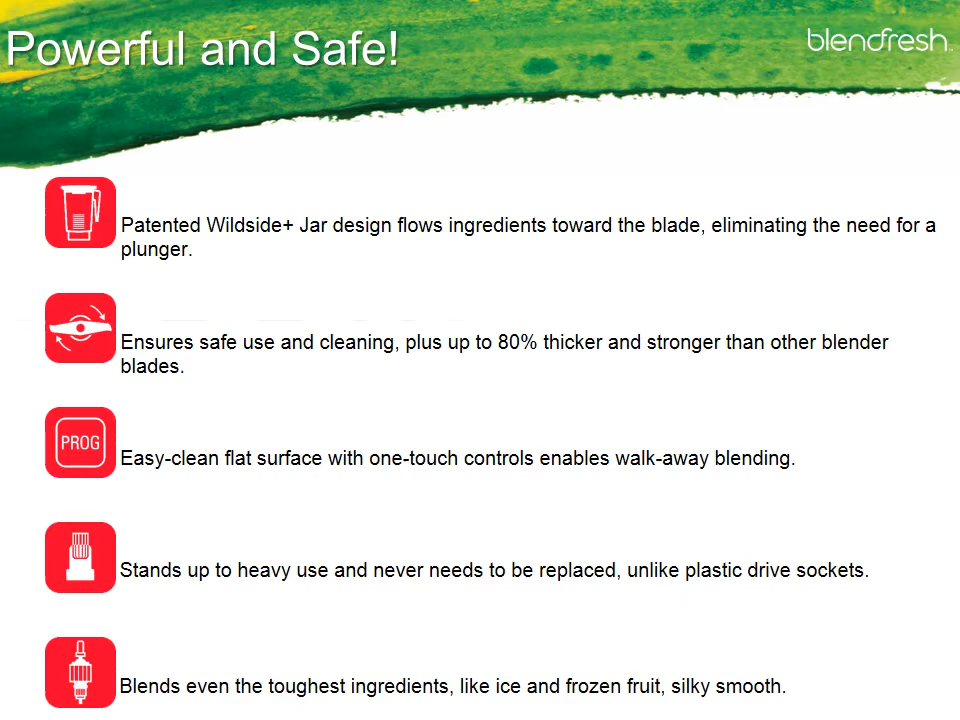 Powerful and Safe!
blendfresh™
Patented Wildside+ Jar design flows ingredients toward the blade, eliminating the need for a
plunger.
Ensures safe use and cleaning, plus up to 80% thicker and stronger than other blender
blades.
PROG
Easy-clean flat surface with one-touch controls enables walk-away blending.
Stands up to heavy use and never needs to be replaced, unlike plastic drive sockets.
Blends even the toughest ingredients, like ice and frozen fruit, silky smooth.